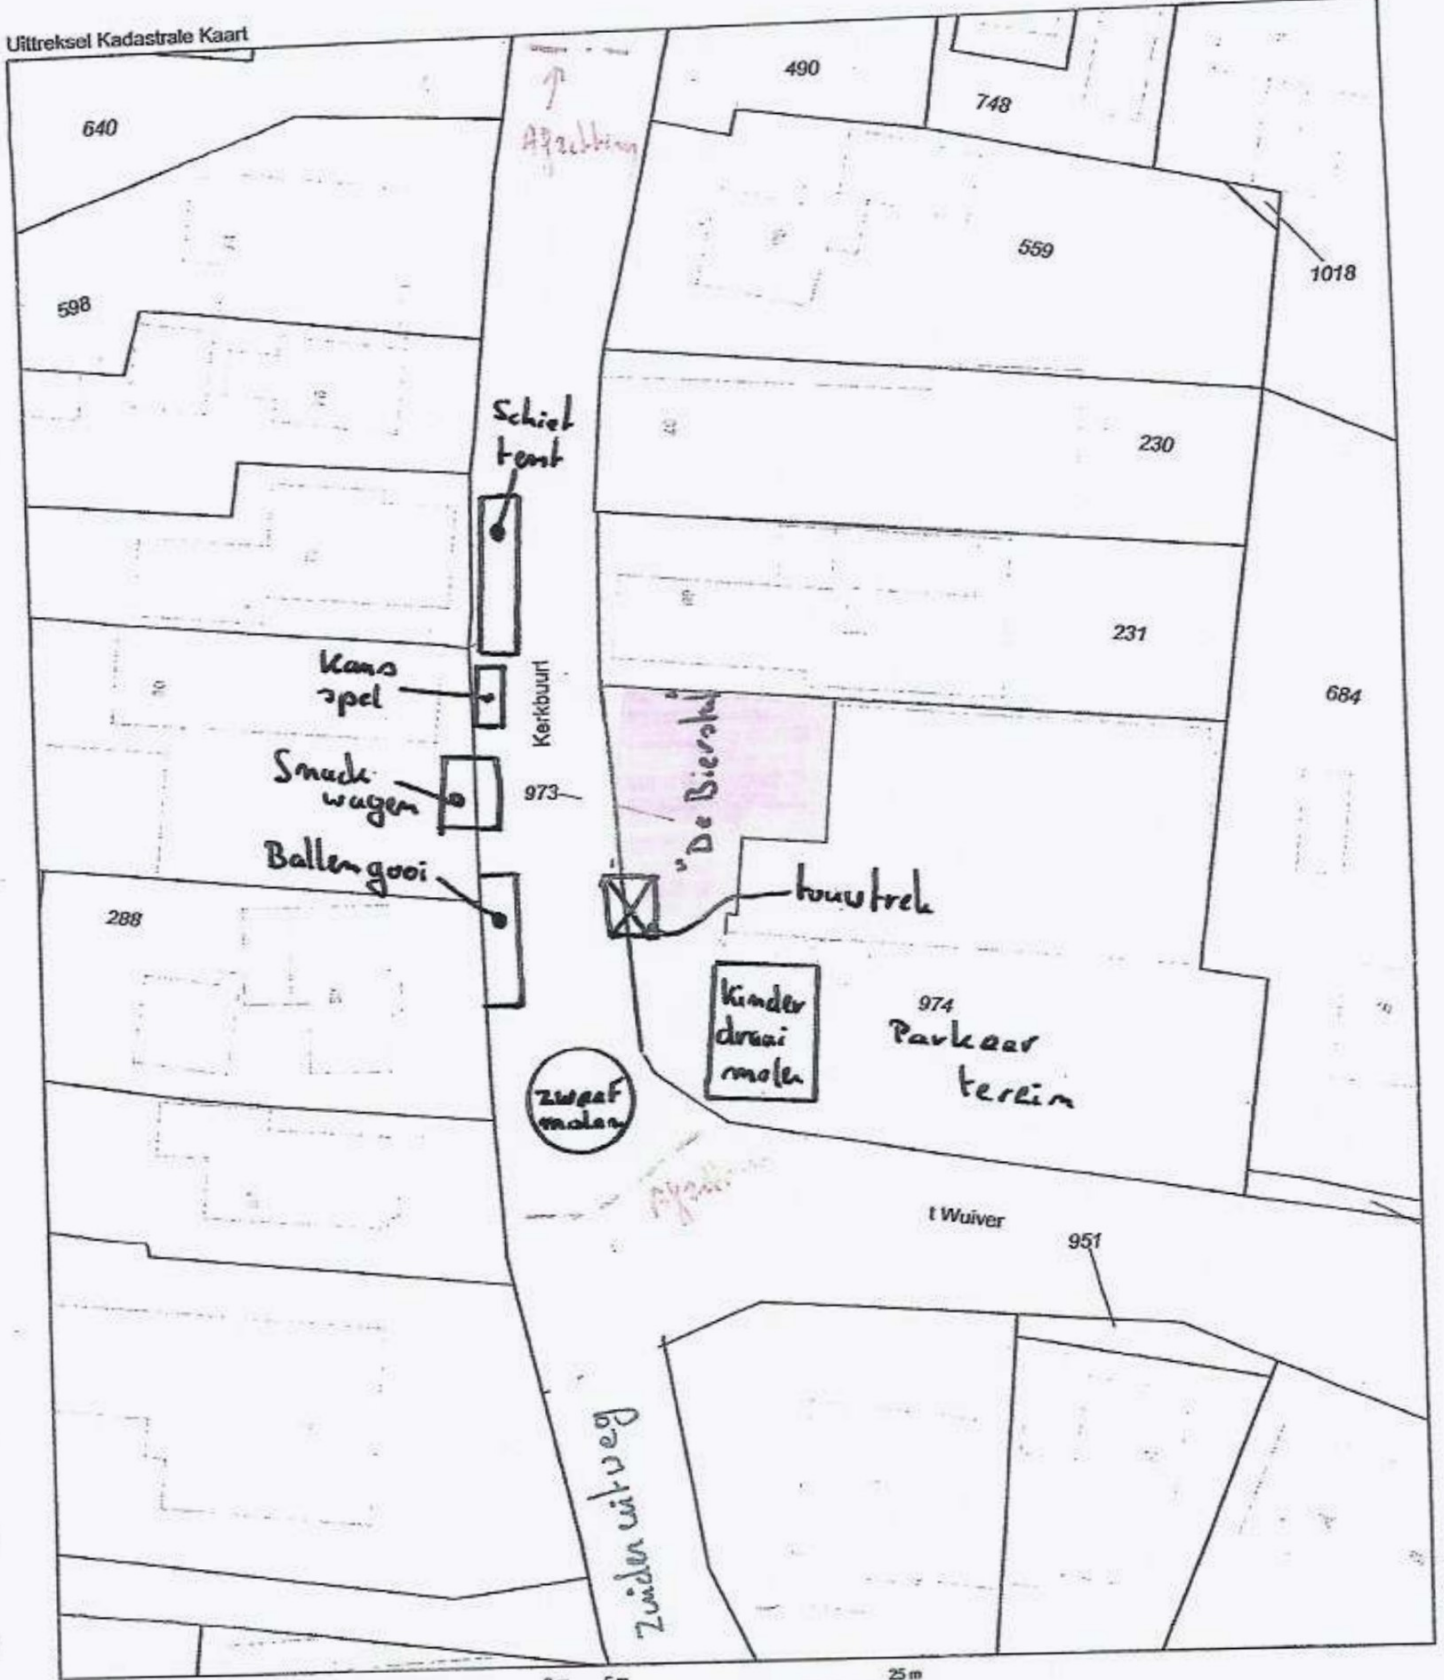 Uittreksel Kadastrale Kaart
490
748
640
Afzetting
559
1018
598
Schiet
tent
230
231
Kans
spel
684
Kerkbuurt
Snack
wagen
973
"De Bierstal"
Ballengooi
touwtrek
288
Kinder
draai
molen
974
Parkeer
terein
zweef
molen
t Wuiver
951
Zuideruitweg
25 m